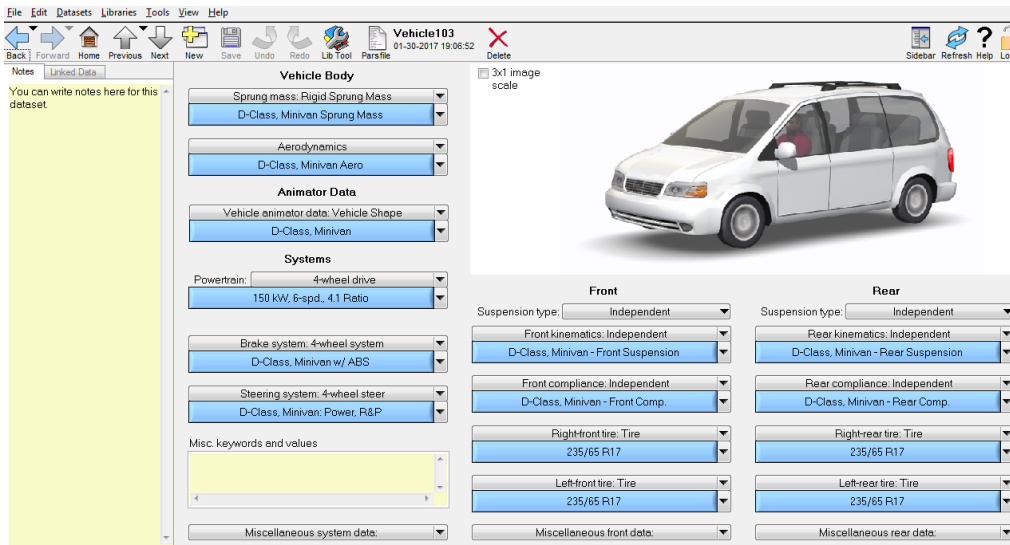 File Edit Datasets Libraries Tools View Help
Vehicle103
01-30-2017 19:06:52
Back Forward Home Previous Next New Save Undo Redo Lib Tool Parsfile Delete Sidebar Refresh Help
Notes Linked Data
You can write notes here for this
dataset.
Vehicle Body
Sprung mass: Rigid Sprung Mass
D-Class, Minivan Sprung Mass
Aerodynamics
D-Class, Minivan Aero
Animator Data
Vehicle animator data: Vehicle Shape
D-Class, Minivan
Systems
Powertrain: 4-wheel drive
150 kW, 6-spd., 4.1 Ratio
Brake system: 4-wheel system
D-Class, Minivan w/ ABS
Steering system: 4-wheel steer
D-Class, Minivan: Power, R&P
Misc. keywords and values
Miscellaneous system data:
3x1 image
scale
Front
Suspension type: Independent
Front kinematics: Independent
D-Class, Minivan - Front Suspension
Front compliance: Independent
D-Class, Minivan - Front Comp.
Right-front tire: Tire
235/65 R17
Left-front tire: Tire
235/65 R17
Miscellaneous front data:
Rear
Suspension type: Independent
Rear kinematics: Independent
D-Class, Minivan - Rear Suspension
Rear compliance: Independent
D-Class, Minivan - Rear Comp.
Right-rear tire: Tire
235/65 R17
Left-rear tire: Tire
235/65 R17
Miscellaneous rear data: